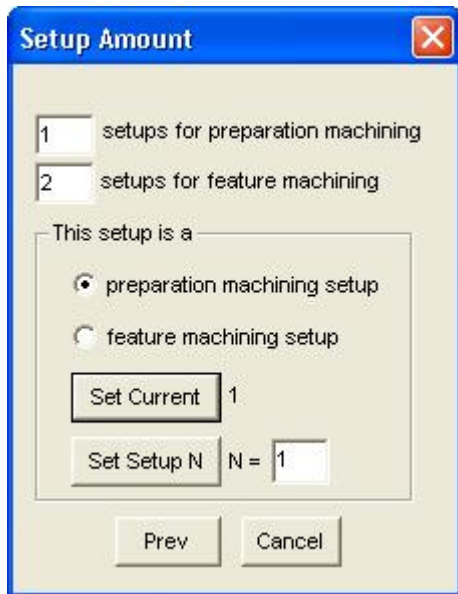 Setup Amount
1 setups for preparation machining
2 setups for feature machining
This setup is a
preparation machining setup
feature machining setup
Set Current 1
Set Setup N N = 1
Prev Cancel